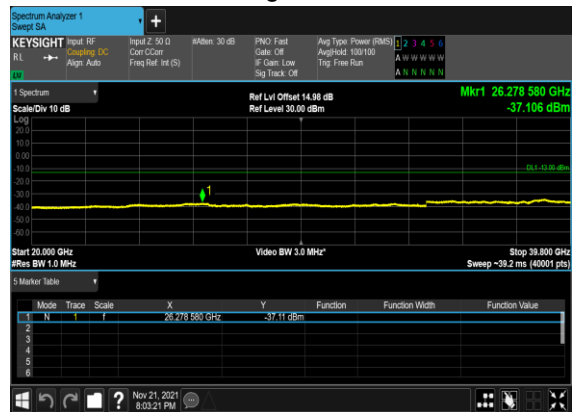 Spectrum Analyzer 1
Swept SA
+
KEYSIGHT Input: RF Input Z: 50 Ω #Atten: 30 dB PNO: Fast Avg Type: Power (RMS) 1 2 3 4 5 6
RL Coupling: DC Corr CCorr Gate: Off Avg|Hold: 100/100 A W W W W W
Align: Auto Freq Ref: Int (S) IF Gain: Low Trig: Free Run
Sig Track: Off A N N N N N
1 Spectrum Ref Lvl Offset 14.98 dB Mkr1 26.278 580 GHz
Scale/Div 10 dB Ref Level 30.00 dBm -37.106 dBm
Log
20.0
10.0
0.00
-10.0
DL1 -13.00 dBm
-20.0
-30.0
1
-40.0
-50.0
-60.0
Start 20.000 GHz Video BW 3.0 MHz* Stop 39.800 GHz
#Res BW 1.0 MHz Sweep ~39.2 ms (40001 pts)
5 Marker Table
Mode Trace Scale X Y Function Function Width Function Value
1 N 1 f 26.278 580 GHz -37.11 dBm
2
3
4
5
6
? Nov 21, 2021
8:03:21 PM